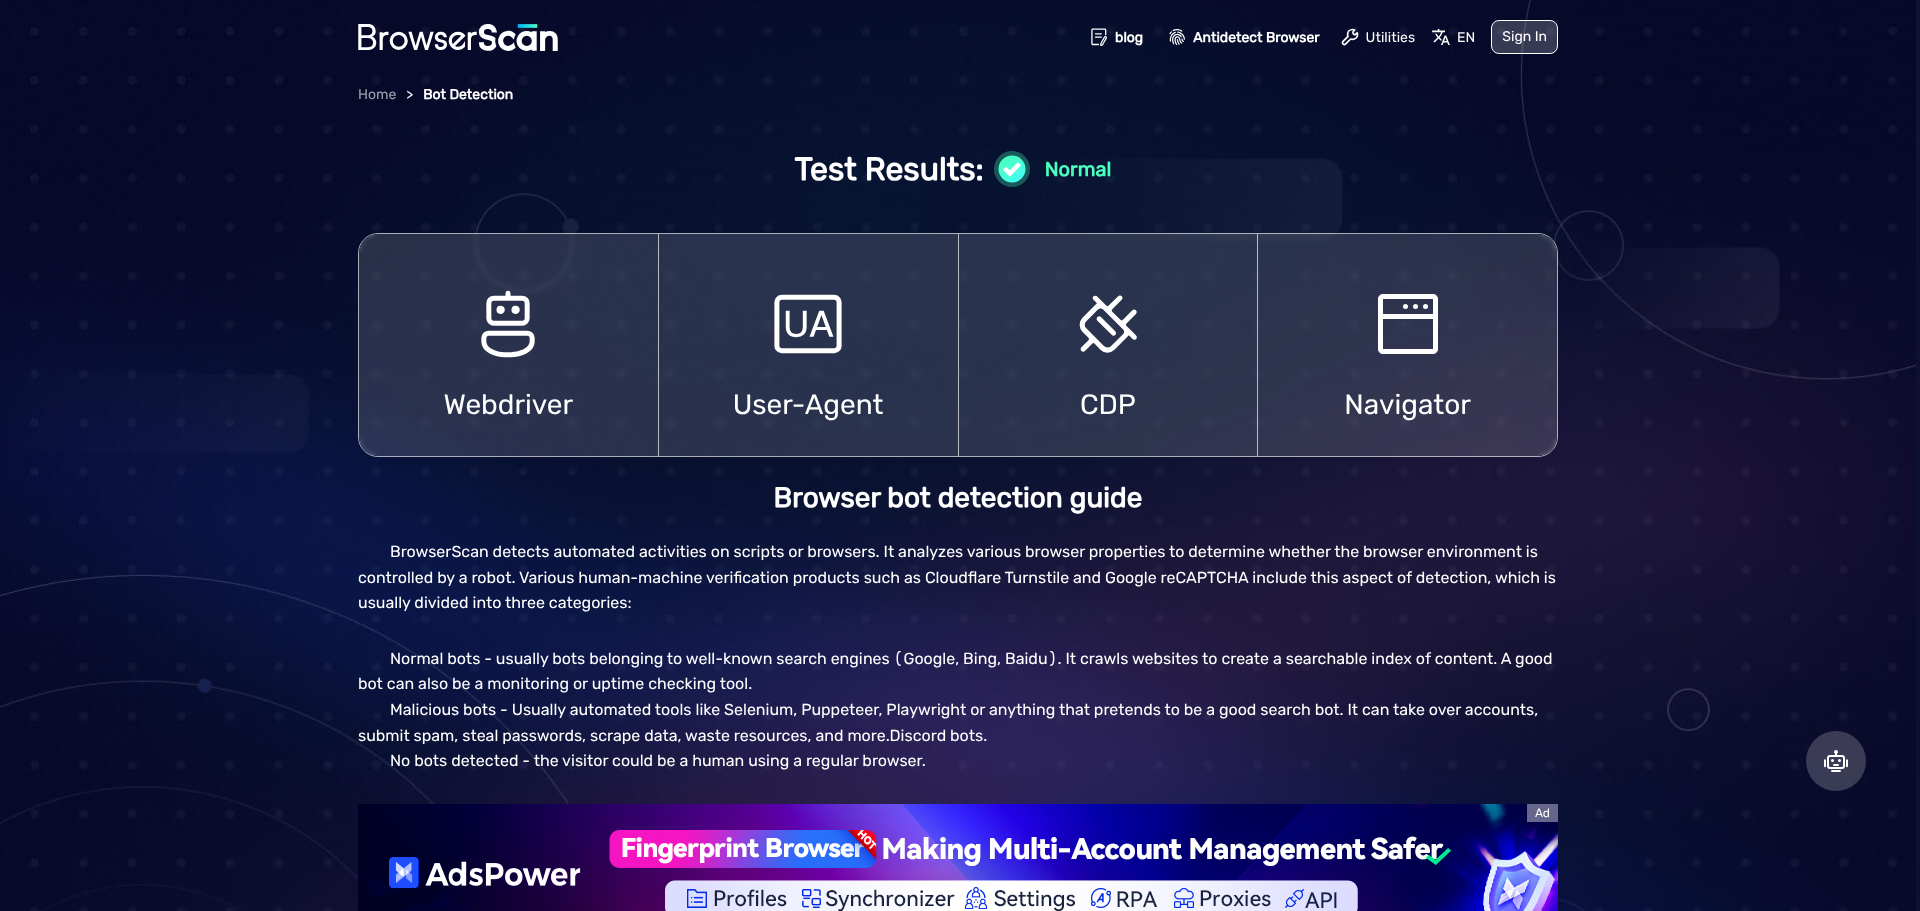 BrowserScan
blog
Antidetect Browser
Utilities
EN
Sign In
Home > Bot Detection
Test Results: Normal
UA
Webdriver
User-Agent
CDP
Navigator
Browser bot detection guide
BrowserScan detects automated activities on scripts or browsers. It analyzes various browser properties to determine whether the browser environment is
controlled by a robot. Various human-machine verification products such as Cloudflare Turnstile and Google reCAPTCHA include this aspect of detection, which is
usually divided into three categories:
Normal bots - usually bots belonging to well-known search engines (Google, Bing, Baidu). It crawls websites to create a searchable index of content. A good
bot can also be a monitoring or uptime checking tool.
Malicious bots - Usually automated tools like Selenium, Puppeteer, Playwright or anything that pretends to be a good search bot. It can take over accounts,
submit spam, steal passwords, scrape data, waste resources, and more.Discord bots.
No bots detected - the visitor could be a human using a regular browser.
Ad
AdsPower
Fingerprint Browser HOT Making Multi-Account Management Safer
Profiles Synchronizer Settings RPA Proxies API